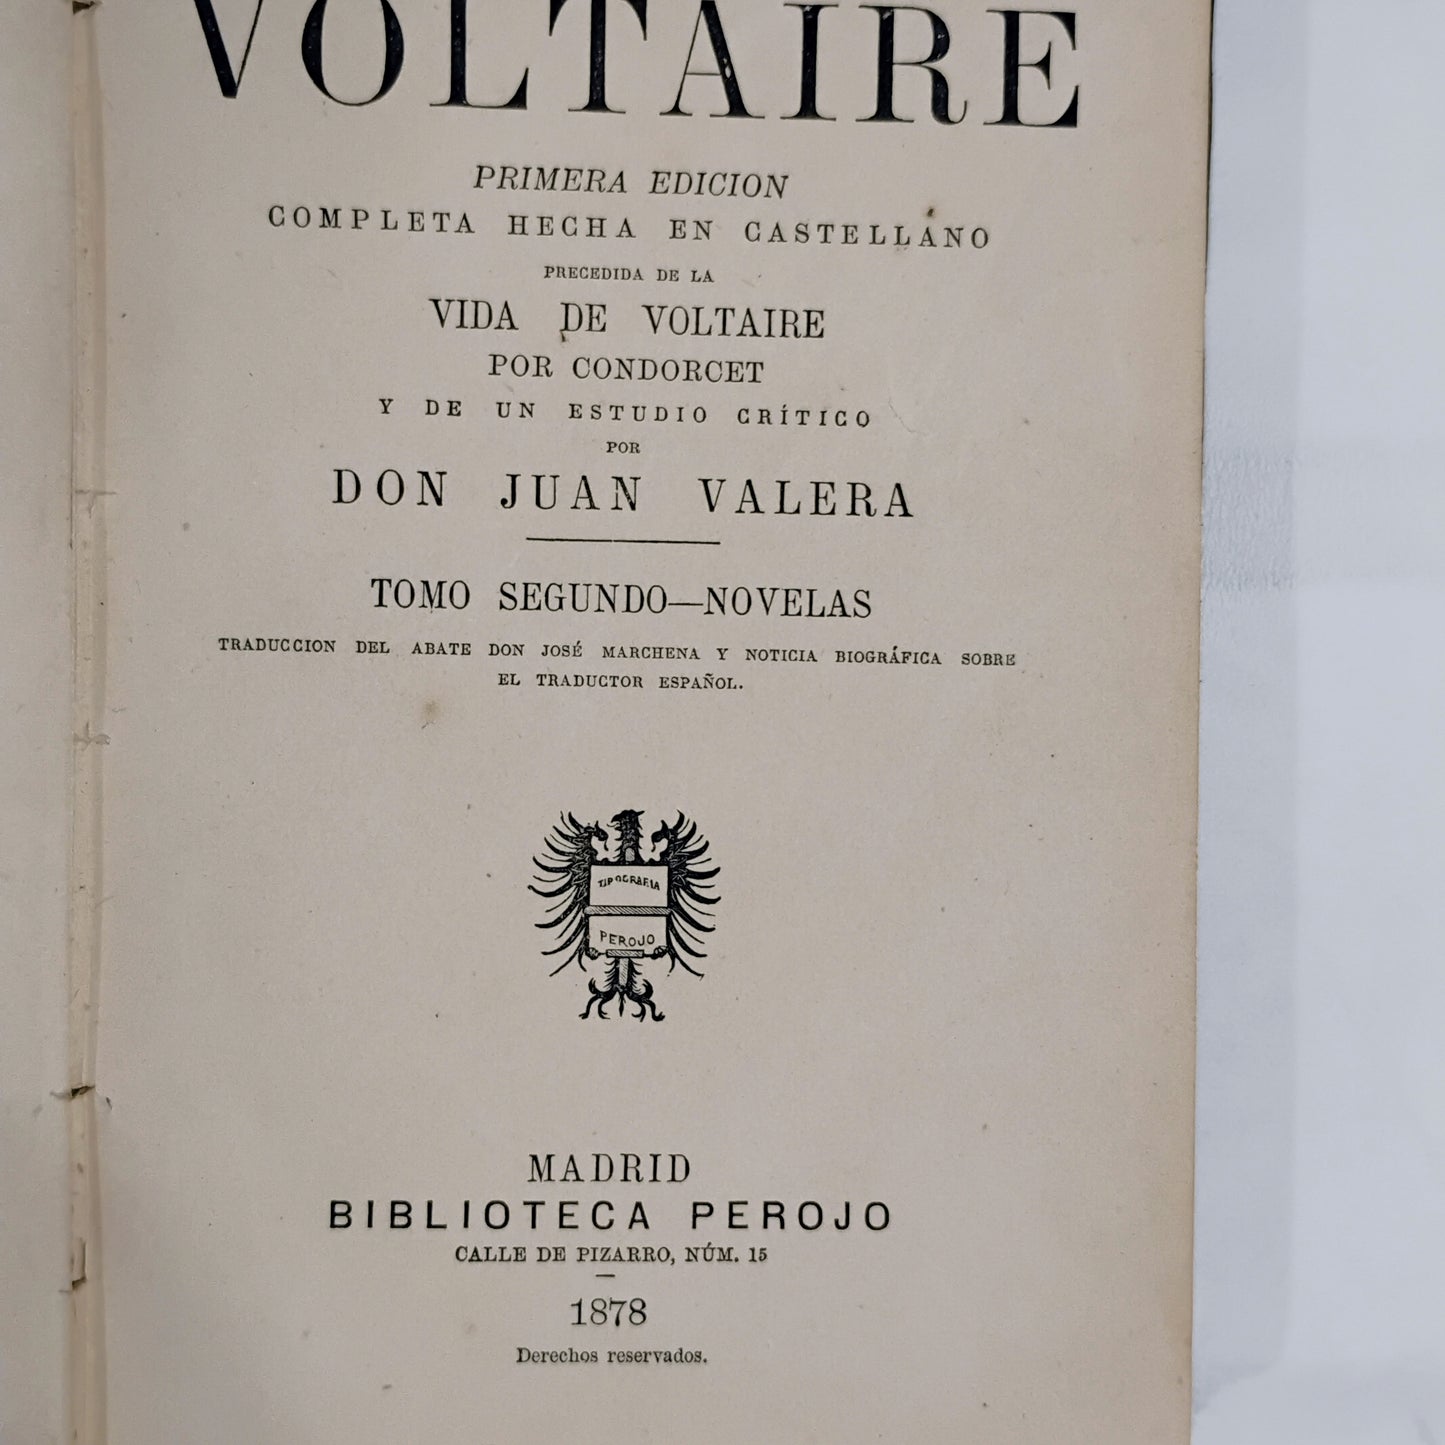 VOLTAIRE
PRIMERA EDICION
COMPLETA HECHA EN CASTELLANO
PRECEDIDA DE LA
VIDA DE VOLTAIRE
POR CONDORCET
Y DE UN ESTUDIO CRÍTICO
POR
DON JUAN VALERA
TOMO SEGUNDO—NOVELAS
TRADUCCION DEL ABATE DON JOSÉ MARCHENA Y NOTICIA BIOGRÁFICA SOBRE
EL TRADUCTOR ESPAÑOL.
TIPOGRAFIA
PEROJO
MADRID
BIBLIOTECA PEROJO
CALLE DE PIZARRO, NÚM. 15
1878
Derechos reservados.